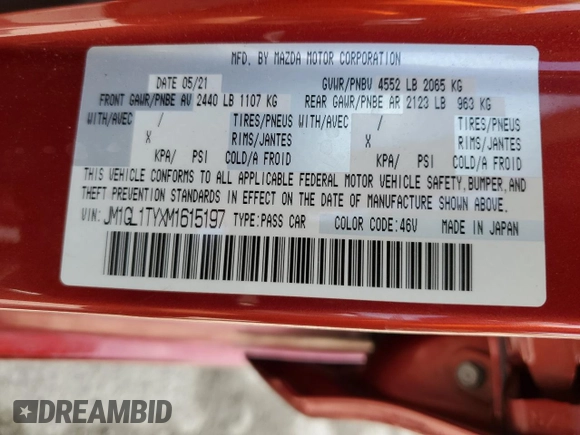 MFD. BY MAZDA MOTOR CORPORATION
DATE 05/21 GVWR/PNBV 4552 LB 2065 KG
FRONT GAWR/PNBE AV 2440 LB 1107 KG REAR GAWR/PNBE AR 2123 LB 963 KG
WITH/AVEC / TIRES/PNEUS WITH/AVEC / TIRES/PNEUS
X RIMS/JANTES X RIMS/JANTES
KPA/ PSI COLD/A FROID KPA/ PSI COLD/A FROID
THIS VEHICLE CONFORMS TO ALL APPLICABLE FEDERAL MOTOR VEHICLE SAFETY, BUMPER, AND
THEFT PREVENTION STANDARDS IN EFFECT ON THE DATE OF MANUFACTURE SHOWN ABOVE.
VIN: JM1GL1TYXM1615197 TYPE: PASS CAR COLOR CODE: 46V MADE IN JAPAN
DREAMBID